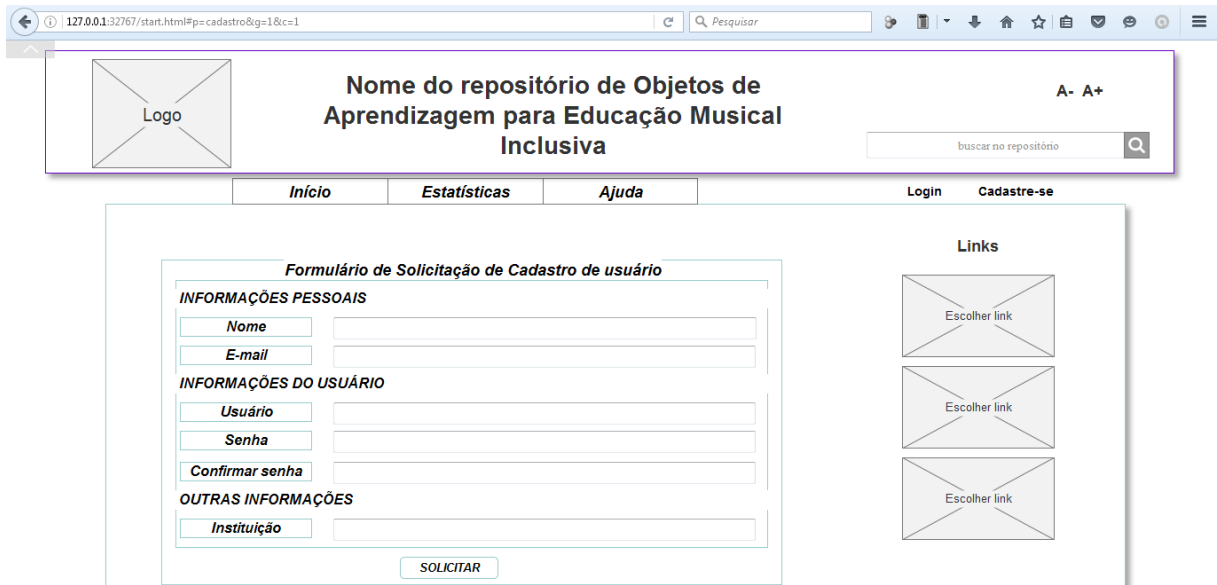 127.0.0.1:32767/start.html#p=cadastro&g=1&c=1
Pesquisar
Logo
Nome do repositório de Objetos de
Aprendizagem para Educação Musical
Inclusiva
A- A+
buscar no repositório
Início Estatísticas Ajuda
Login Cadastre-se
Links
Formulário de Solicitação de Cadastro de usuário
INFORMAÇÕES PESSOAIS
Nome
E-mail
INFORMAÇÕES DO USUÁRIO
Usuário
Senha
Confirmar senha
OUTRAS INFORMAÇÕES
Instituição
SOLICITAR
Escolher link
Escolher link
Escolher link